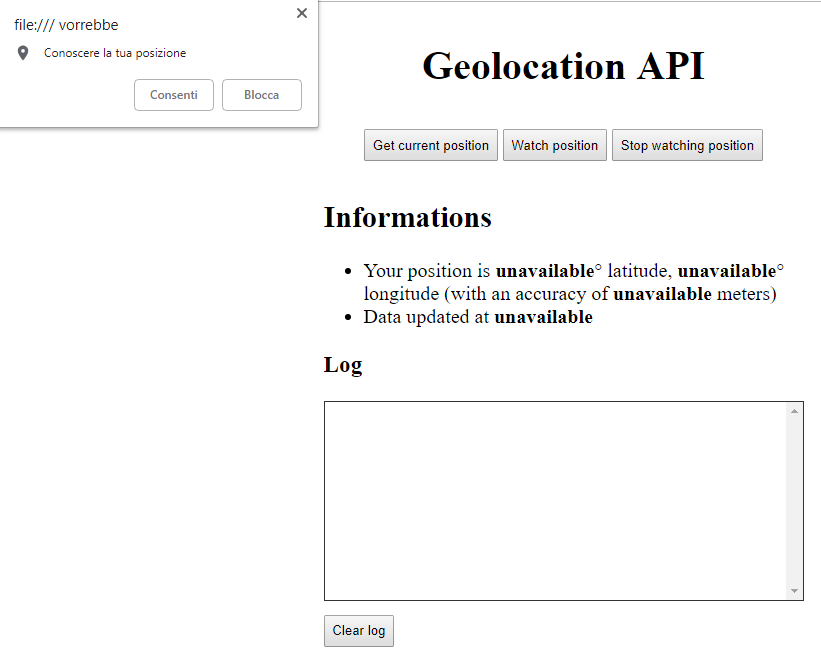 file:/// vorrebbe
Conoscere la tua posizione
Consenti Blocca
Geolocation API
Get current position Watch position Stop watching position
Informations
Your position is unavailable° latitude, unavailable°
longitude (with an accuracy of unavailable meters)
Data updated at unavailable
Log
Clear log